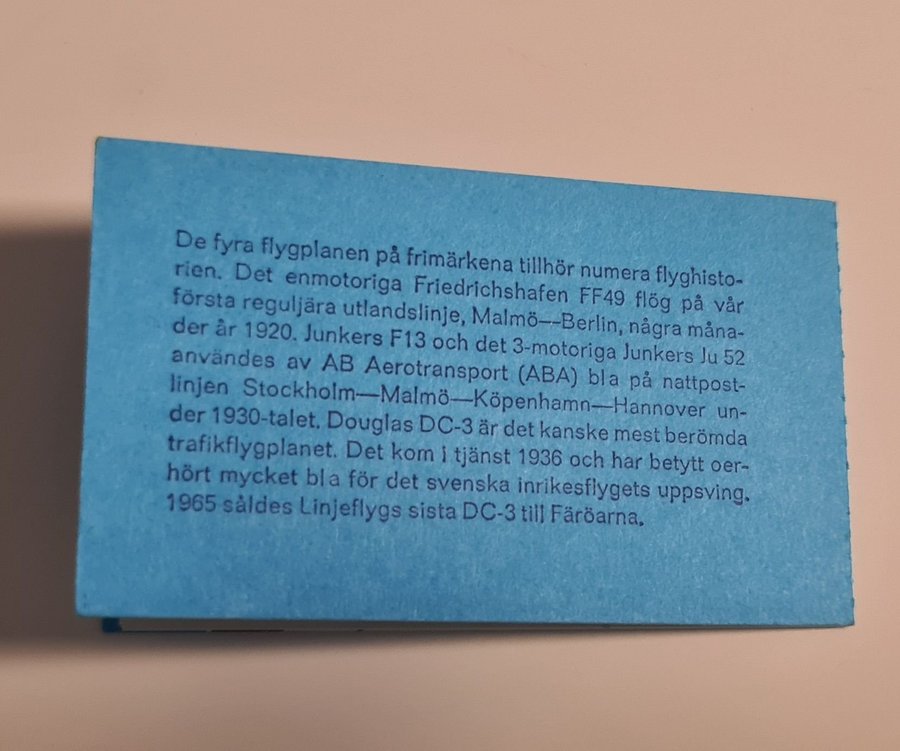 De fyra flygplanen på frimärkena tillhör numera flyghisto-
rien. Det enmotoriga Friedrichshafen FF49 flög på vår
första reguljära utlandslinje, Malmö—Berlin, några måna-
der år 1920. Junkers F13 och det 3-motoriga Junkers Ju 52
användes av AB Aerotransport (ABA) bla på nattpost-
linjen Stockholm—Malmö—Köpenhamn—Hannover un-
der 1930-talet. Douglas DC-3 är det kanske mest berömda
trafikflygplanet. Det kom i tjänst 1936 och har betytt oer-
hört mycket bla för det svenska inrikesflygets uppsving.
1965 såldes Linjeflygs sista DC-3 till Färöarna.